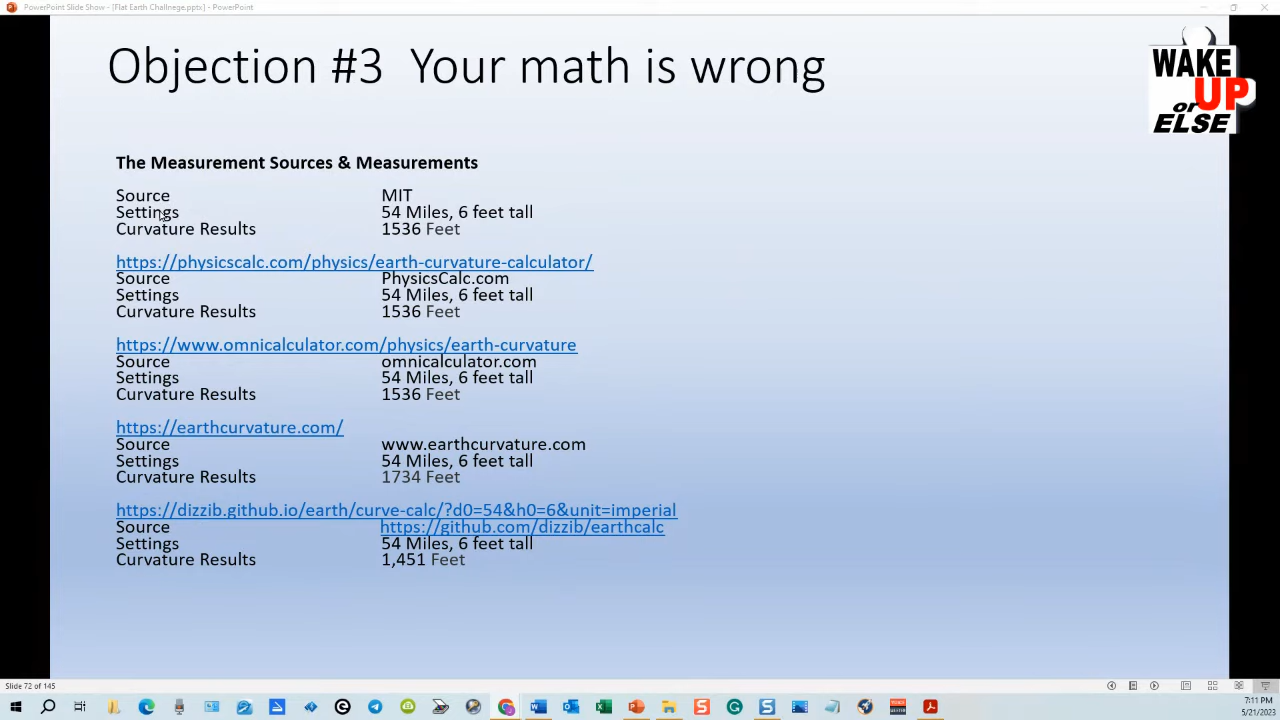 PowerPoint Slide Show - [Flat Earth Challnege.pptx] - PowerPoint
Objection #3 Your math is wrong
WAKE
UP
or
ELSE
The Measurement Sources & Measurements
Source MIT
Settings 54 Miles, 6 feet tall
Curvature Results 1536 Feet
https://physicscalc.com/physics/earth-curvature-calculator/
Source PhysicsCalc.com
Settings 54 Miles, 6 feet tall
Curvature Results 1536 Feet
https://www.omnicalculator.com/physics/earth-curvature
Source omnicalculator.com
Settings 54 Miles, 6 feet tall
Curvature Results 1536 Feet
https://earthcurvature.com/
Source www.earthcurvature.com
Settings 54 Miles, 6 feet tall
Curvature Results 1734 Feet
https://dizzib.github.io/earth/curve-calc/?d0=54&h0=6&unit=imperial
Source https://github.com/dizzib/earthcalc
Settings 54 Miles, 6 feet tall
Curvature Results 1,451 Feet
Slide 72 of 145
7:11 PM
5/21/2023